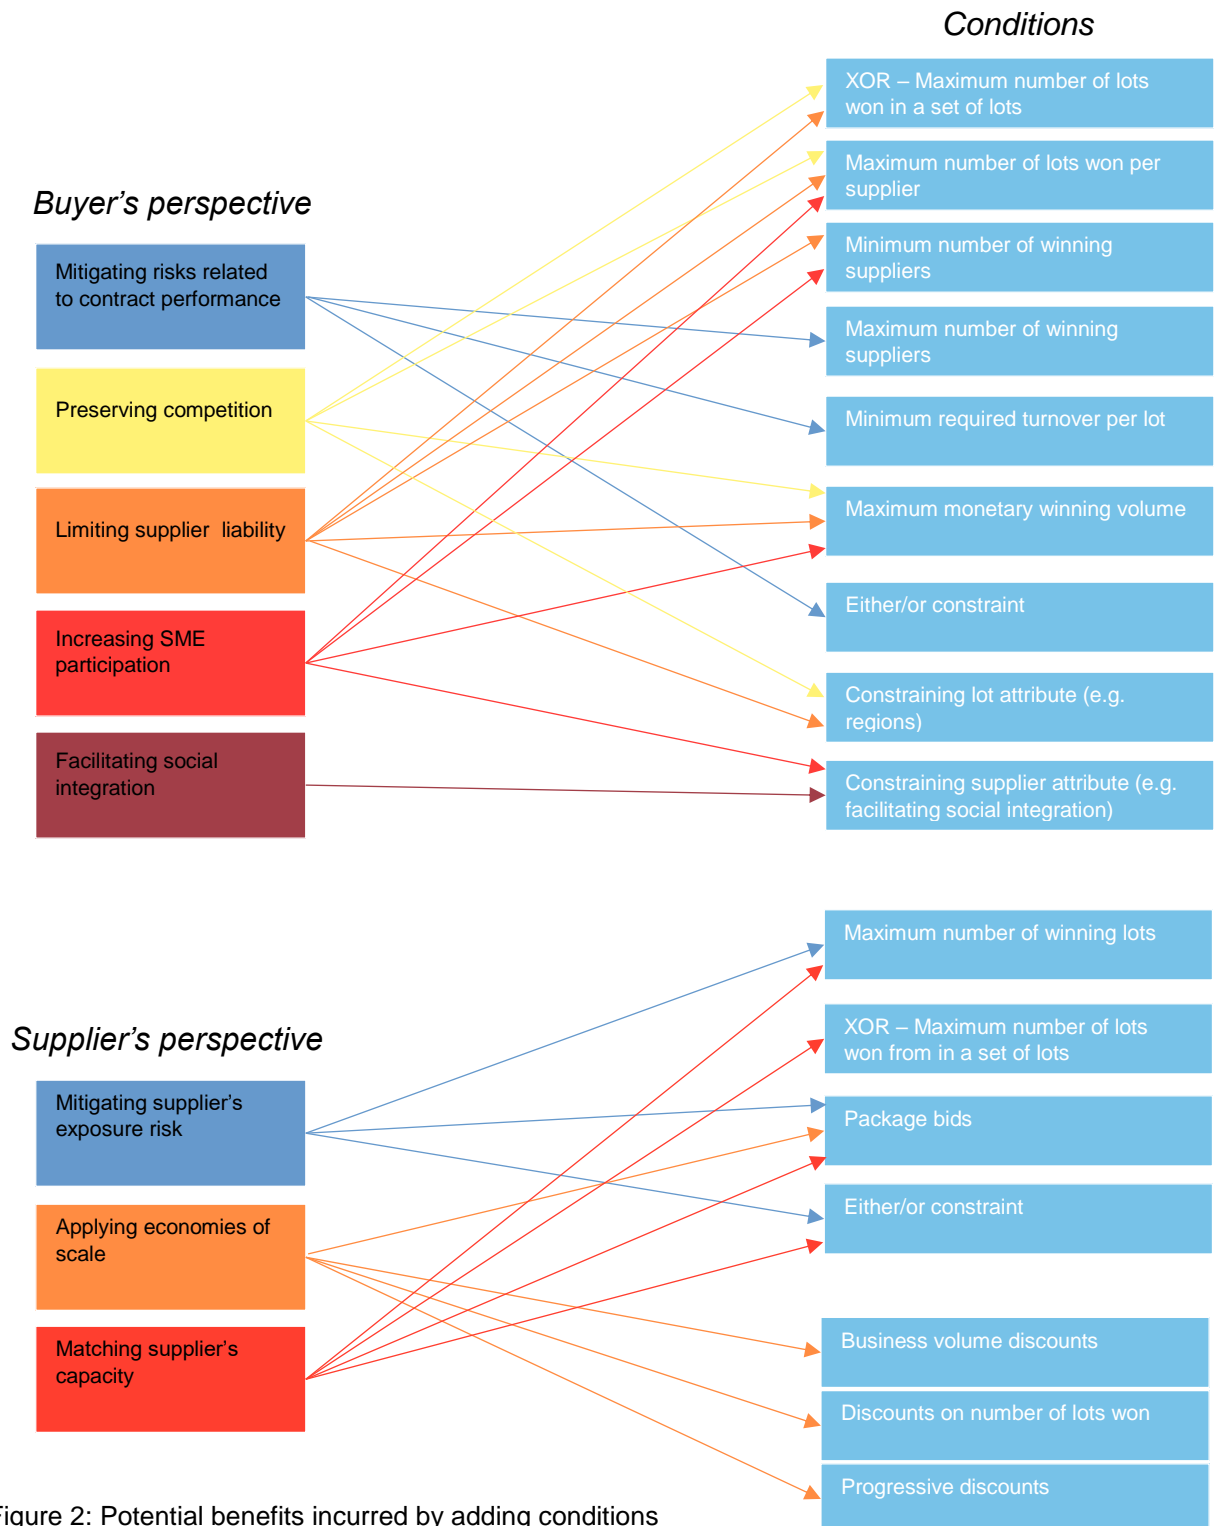 Conditions
XOR – Maximum number of lots
won in a set of lots
Maximum number of lots won per
supplier
Minimum number of winning
suppliers
Maximum number of winning
suppliers
Minimum required turnover per lot
Maximum monetary winning volume
Either/or constraint
Constraining lot attribute (e.g.
regions)
Constraining supplier attribute (e.g.
facilitating social integration)
Buyer’s perspective
Mitigating risks related
to contract performance
Preserving competition
Limiting supplier liability
Increasing SME
participation
Facilitating social
integration
Maximum number of winning lots
XOR – Maximum number of lots
won from in a set of lots
Package bids
Either/or constraint
Business volume discounts
Discounts on number of lots won
Progressive discounts
Supplier’s perspective
Mitigating supplier’s
exposure risk
Applying economies of
scale
Matching supplier’s
capacity
Figure 2: Potential benefits incurred by adding conditions